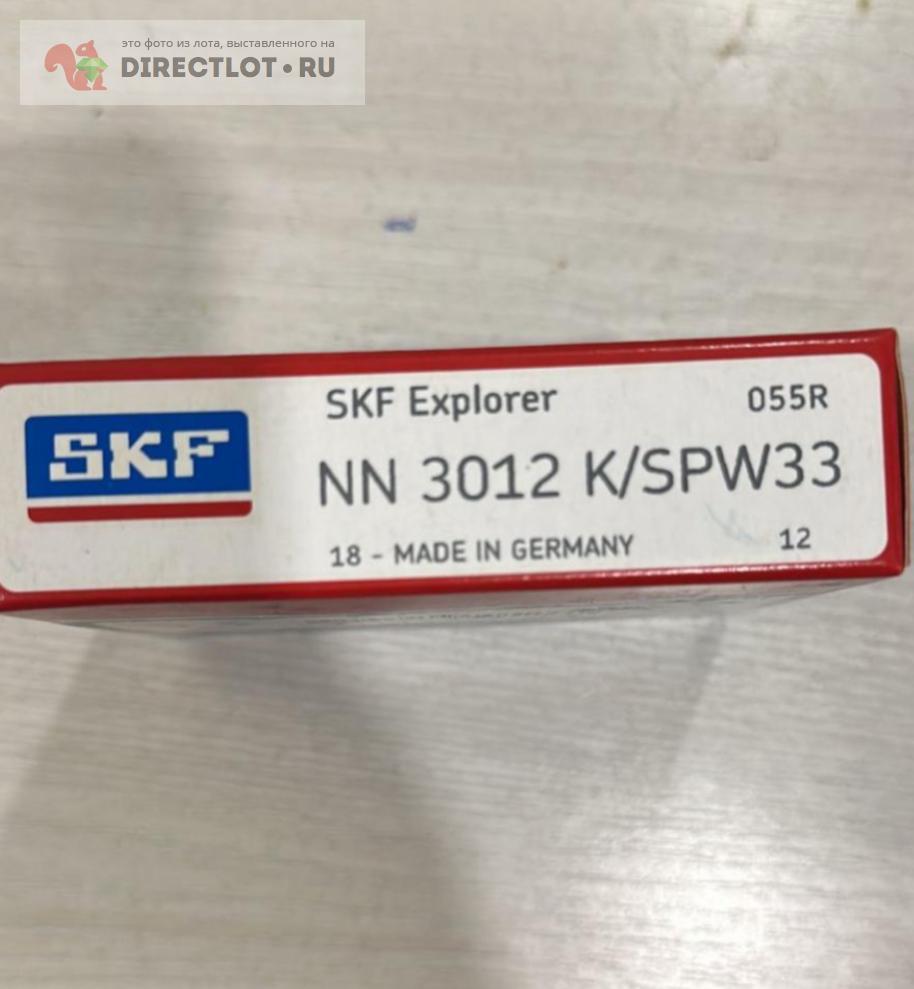 это фото из лота, выставленного на
DIRECTLOT•RU
SKF
SKF Explorer 055R
NN 3012 K/SPW33
18 - MADE IN GERMANY 12